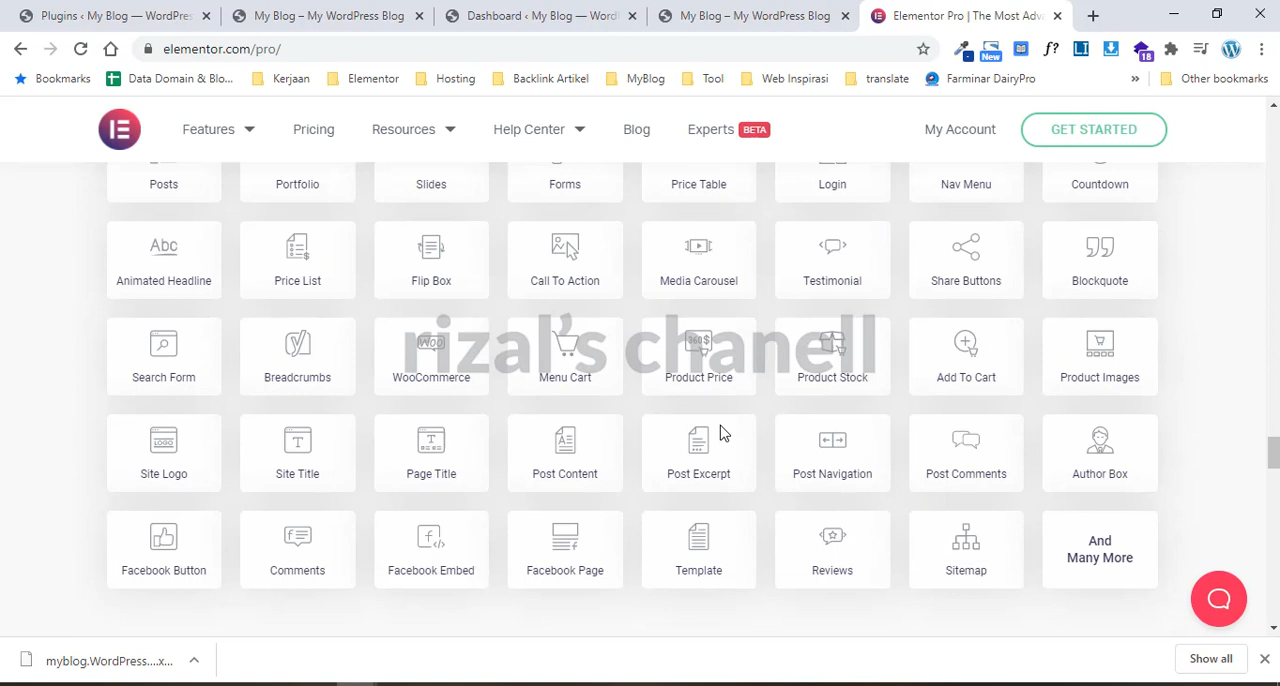 Plugins ‹ My Blog — WordPres
My Blog – My WordPress Blog
Dashboard ‹ My Blog — Word
My Blog – My WordPress Blog
Elementor Pro | The Most Adva
elementor.com/pro/
New
18
Bookmarks
Data Domain & Blo...
Kerjaan
Elementor
Hosting
Backlink Artikel
MyBlog
Tool
Web Inspirasi
translate
Farminar DairyPro
»
Other bookmarks
Features
Pricing
Resources
Help Center
Blog
Experts BETA
My Account
GET STARTED
Posts
Portfolio
Slides
Forms
Price Table
Login
Nav Menu
Countdown
Abc
Animated Headline
Price List
Flip Box
Call To Action
Media Carousel
Testimonial
Share Buttons
Blockquote
rizal's chanell
Search Form
Breadcrumbs
Woo
WooCommerce
Menu Cart
360$
Product Price
Product Stock
Add To Cart
Product Images
LOGO
Site Logo
Site Title
Page Title
Post Content
Post Excerpt
Post Navigation
Post Comments
Author Box
Facebook Button
Comments
Facebook Embed
Facebook Page
Template
Reviews
Sitemap
And
Many More
myblog.WordPress....x...
Show all